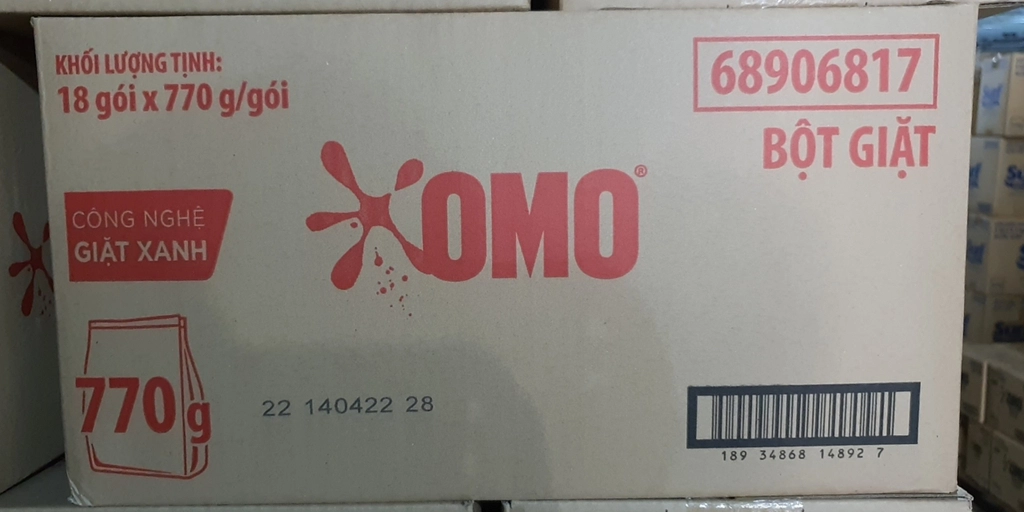 KHỐI LƯỢNG TỊNH:
18 gói x 770 g/gói
68906817
BỘT GIẶT
CÔNG NGHỆ
GIẶT XANH
OMO®
770 g
22 140422 28
189 34868 14892 7